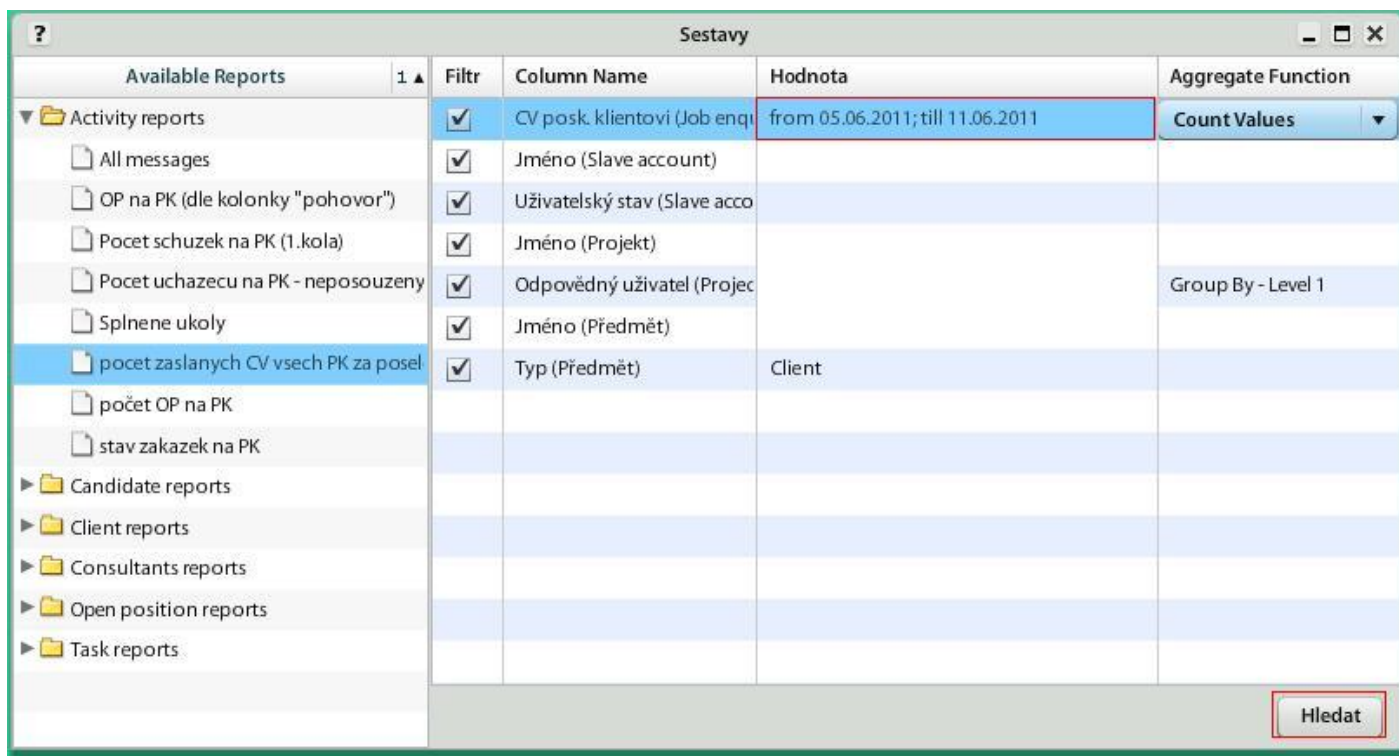 ? Sestavy
Available Reports 1 Filtr Column Name Hodnota Aggregate Function
Activity reports CV posk. klientovi (Job enqu from 05.06.2011; till 11.06.2011 Count Values
All messages Jméno (Slave account)
OP na PK (dle kolonky "pohovor") Uživatelský stav (Slave acco
Pocet schuzek na PK (1.kola) Jméno (Projekt)
Pocet uchazecu na PK - neposouzeny Odpovědný uživatel (Projec Group By - Level 1
Splnene ukoly Jméno (Předmět)
pocet zaslanych CV vsech PK za posel Typ (Předmět) Client
počet OP na PK
stav zakazek na PK
Candidate reports
Client reports
Consultants reports
Open position reports
Task reports
Hledat